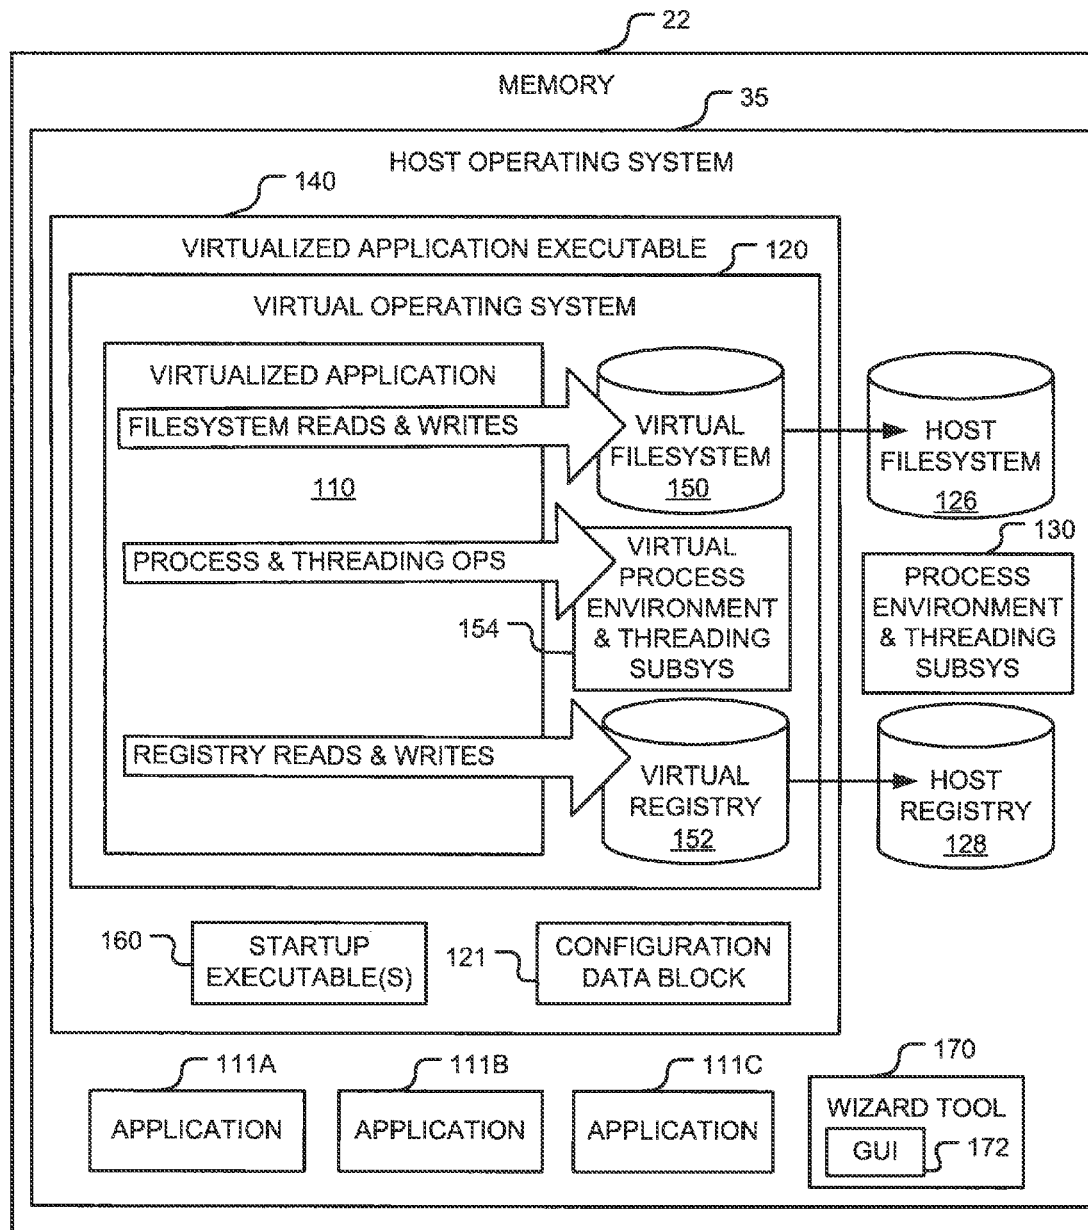 22
MEMORY
35
HOST OPERATING SYSTEM
140
VIRTUALIZED APPLICATION EXECUTABLE
120
VIRTUAL OPERATING SYSTEM
VIRTUALIZED APPLICATION
FILESYSTEM READS & WRITES
110
VIRTUAL
FILESYSTEM
150
HOST
FILESYSTEM
126
PROCESS & THREADING OPS
VIRTUAL
PROCESS
ENVIRONMENT
& THREADING
SUBSYS
154
130
PROCESS
ENVIRONMENT
& THREADING
SUBSYS
REGISTRY READS & WRITES
VIRTUAL
REGISTRY
152
HOST
REGISTRY
128
160
STARTUP
EXECUTABLE(S)
121
CONFIGURATION
DATA BLOCK
111A
APPLICATION
111B
APPLICATION
111C
APPLICATION
170
WIZARD TOOL
GUI
172